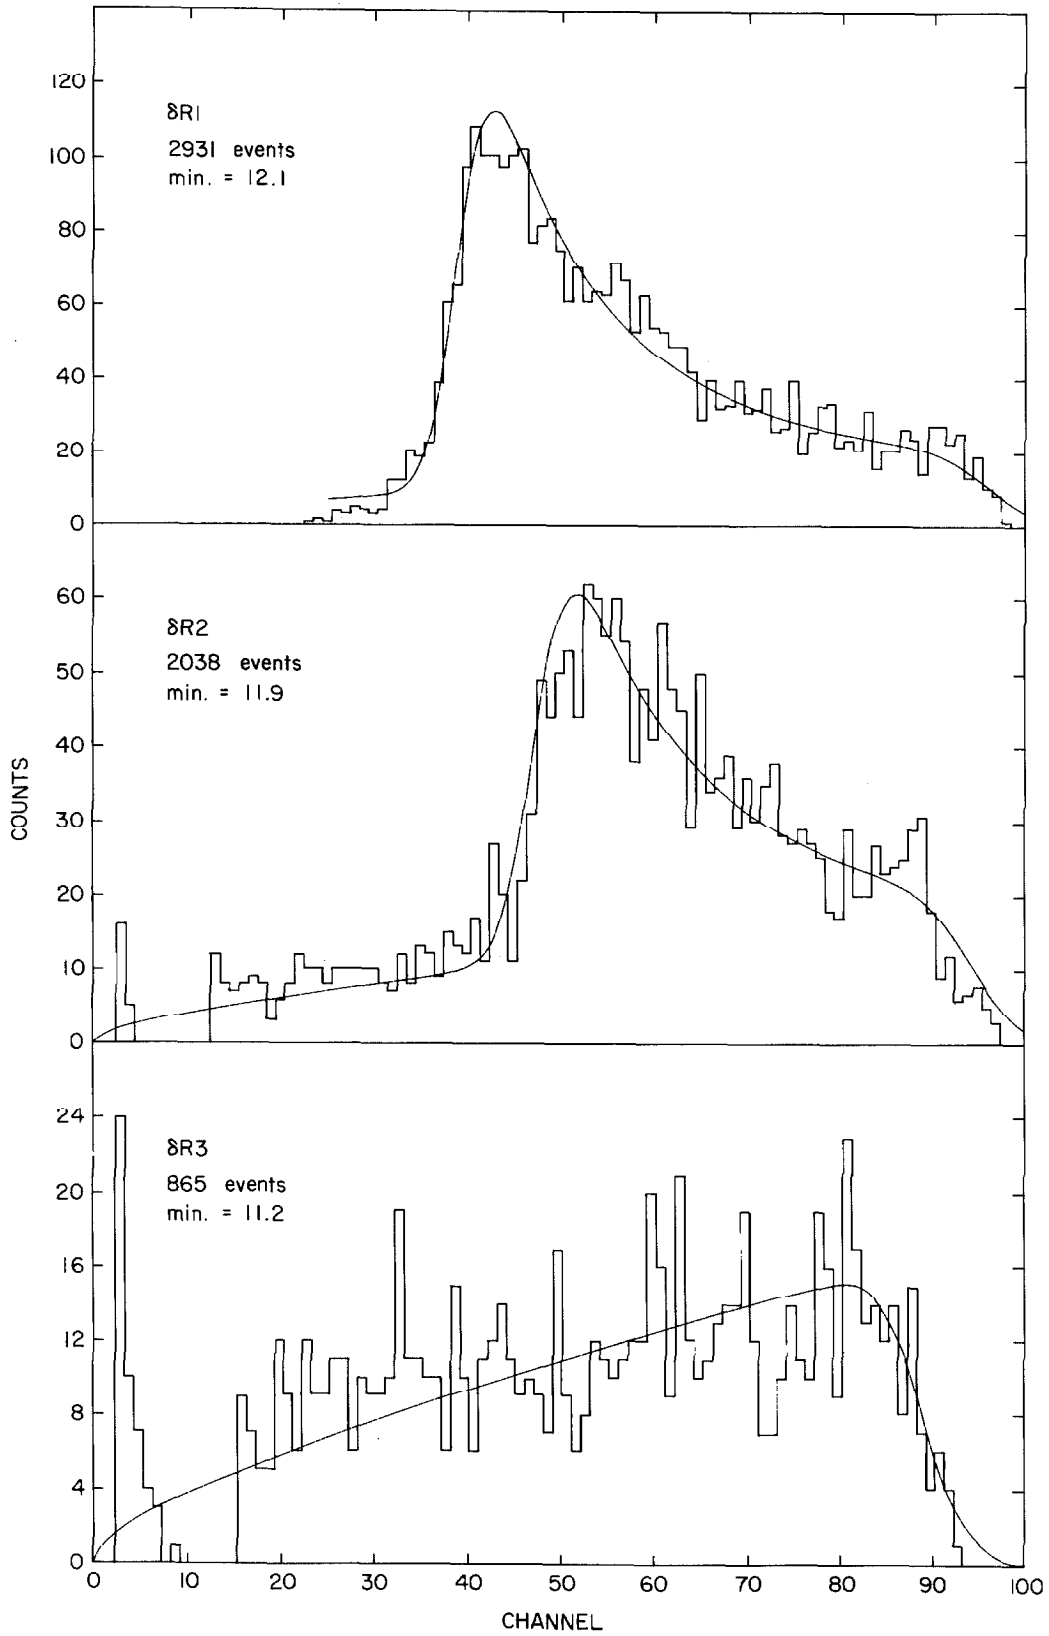 120
100
80
60
40
20
0
δR1
2931 events
min. = 12.1
60
50
40
30
20
10
0
δR2
2038 events
min. = 11.9
COUNTS
24
20
16
12
8
4
0
δR3
865 events
min. = 11.2
0 10 20 30 40 50 60 70 80 90 100
CHANNEL